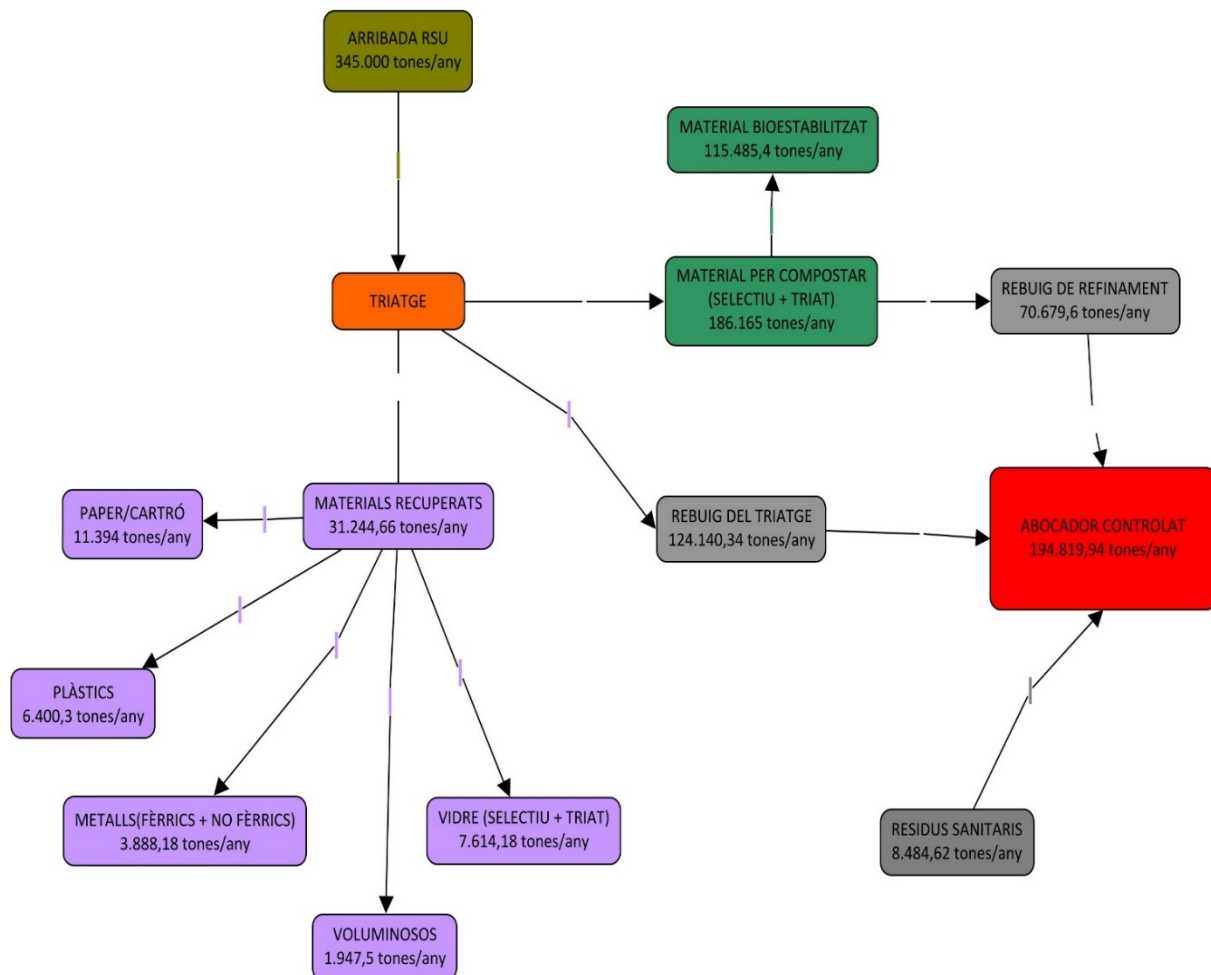 ARRIBADA RSU
345.000 tones/any
MATERIAL BIOESTABILITZAT
115.485,4 tones/any
TRIATGE
MATERIAL PER COMPOSTAR
(SELECTIU + TRIAT)
186.165 tones/any
REBUIG DE REFINAMENT
70.679,6 tones/any
PAPER/CARTRÓ
11.394 tones/any
MATERIALS RECUPERATS
31.244,66 tones/any
REBUIG DEL TRIATGE
124.140,34 tones/any
ABOCADOR CONTROLAT
194.819,94 tones/any
PLÀSTICS
6.400,3 tones/any
METALLS(FÈRRICS + NO FÈRRICS)
3.888,18 tones/any
VIDRE (SELECTIU + TRIAT)
7.614,18 tones/any
RESIDUS SANITARIS
8.484,62 tones/any
VOLUMINOSOS
1.947,5 tones/any